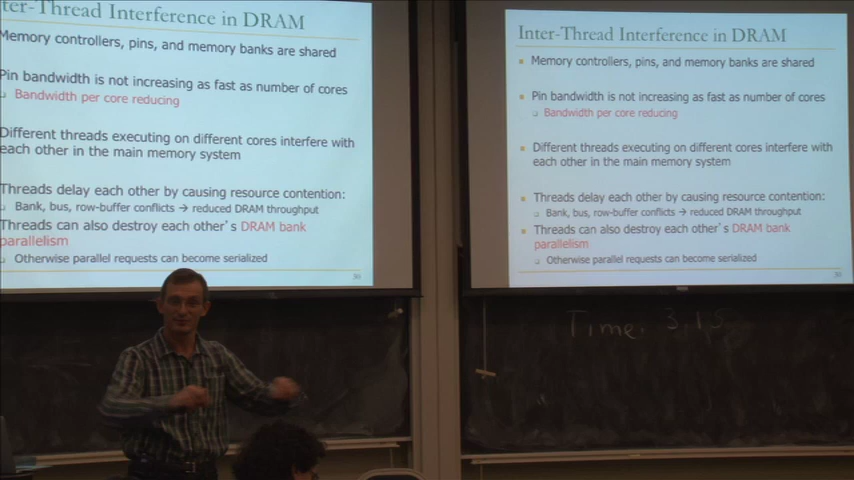 ter-Thread Interference in DRAM
Memory controllers, pins, and memory banks are shared
Pin bandwidth is not increasing as fast as number of cores
Bandwidth per core reducing
Different threads executing on different cores interfere with
each other in the main memory system
Threads delay each other by causing resource contention:
Bank, bus, row-buffer conflicts → reduced DRAM throughput
Threads can also destroy each other's DRAM bank
parallelism
Otherwise parallel requests can become serialized
Inter-Thread Interference in DRAM
Memory controllers, pins, and memory banks are shared
Pin bandwidth is not increasing as fast as number of cores
Bandwidth per core reducing
Different threads executing on different cores interfere with
each other in the main memory system
Threads delay each other by causing resource contention:
Bank, bus, row-buffer conflicts → reduced DRAM throughput
Threads can also destroy each other's DRAM bank
parallelism
Otherwise parallel requests can become serialized
Time: 3.15